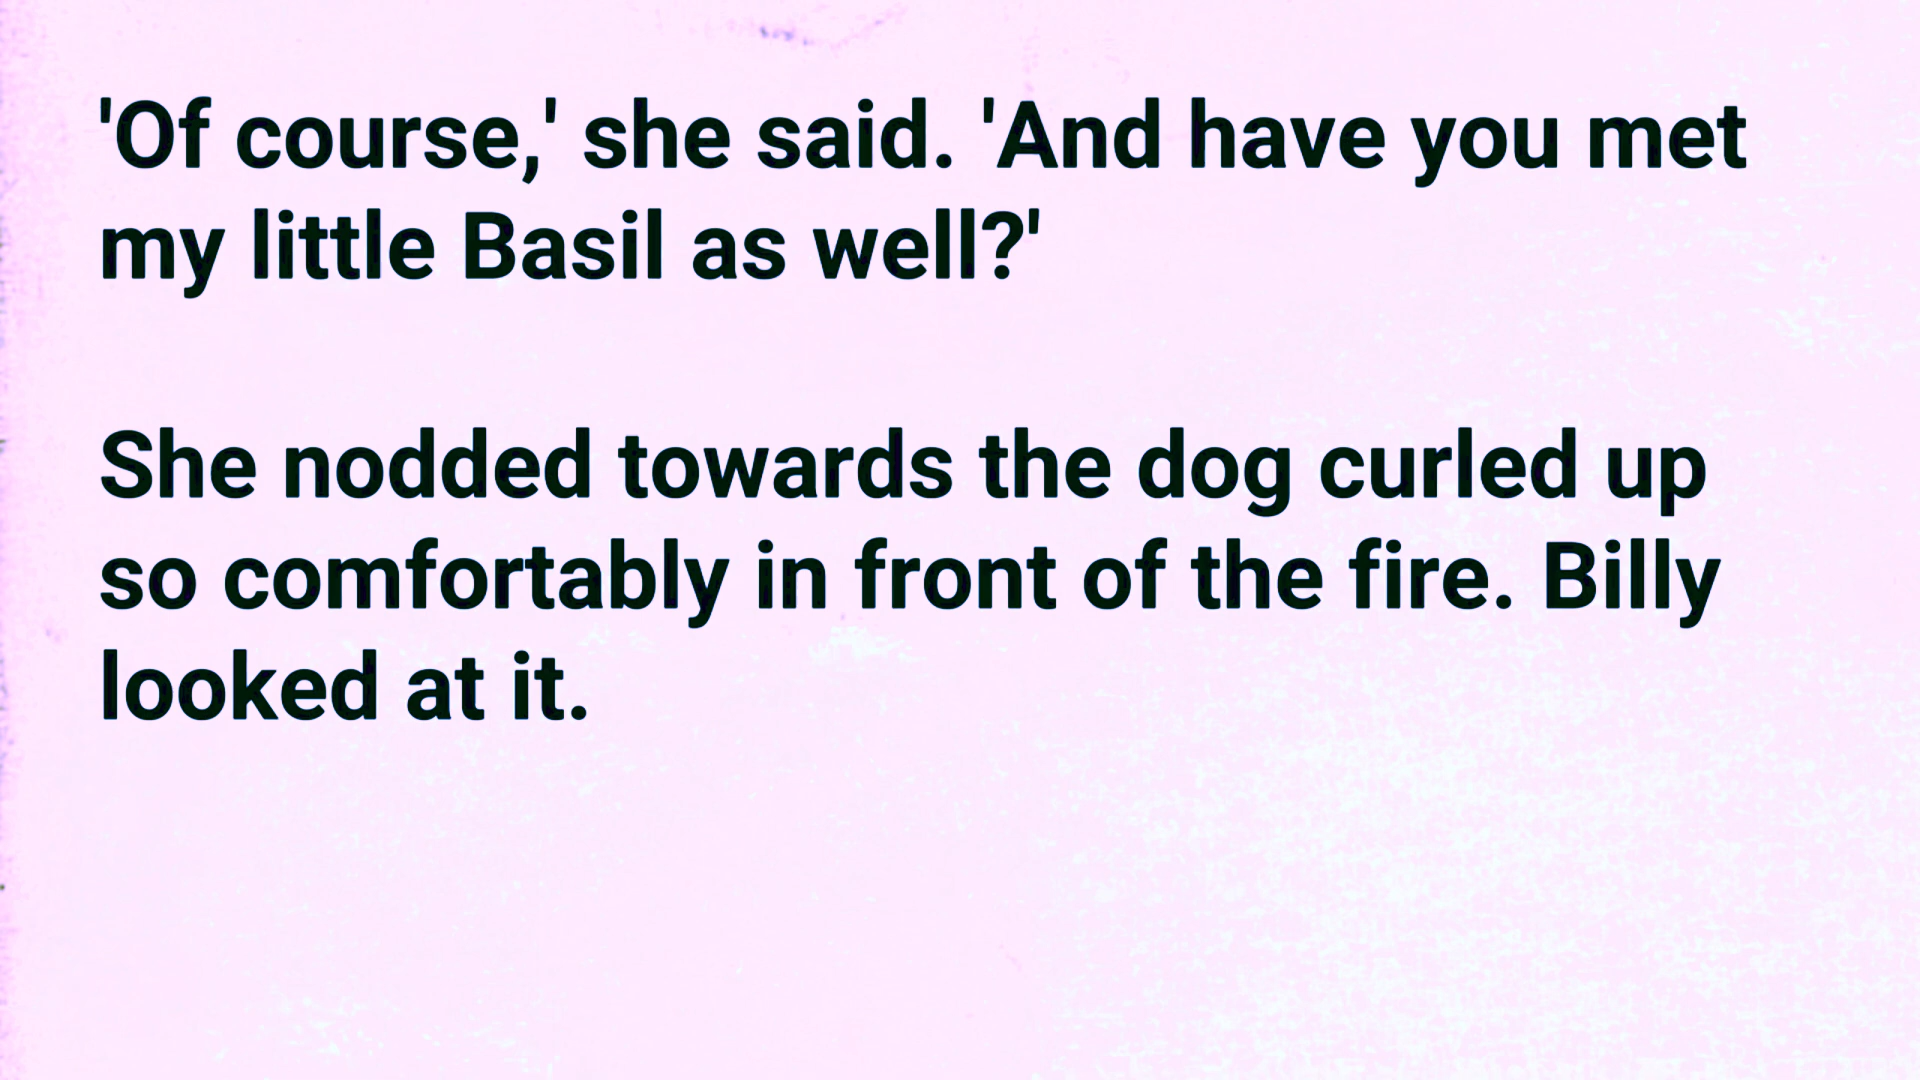 'Of course,' she said. 'And have you met
my little Basil as well?'
She nodded towards the dog curled up
so comfortably in front of the fire. Billy
looked at it.